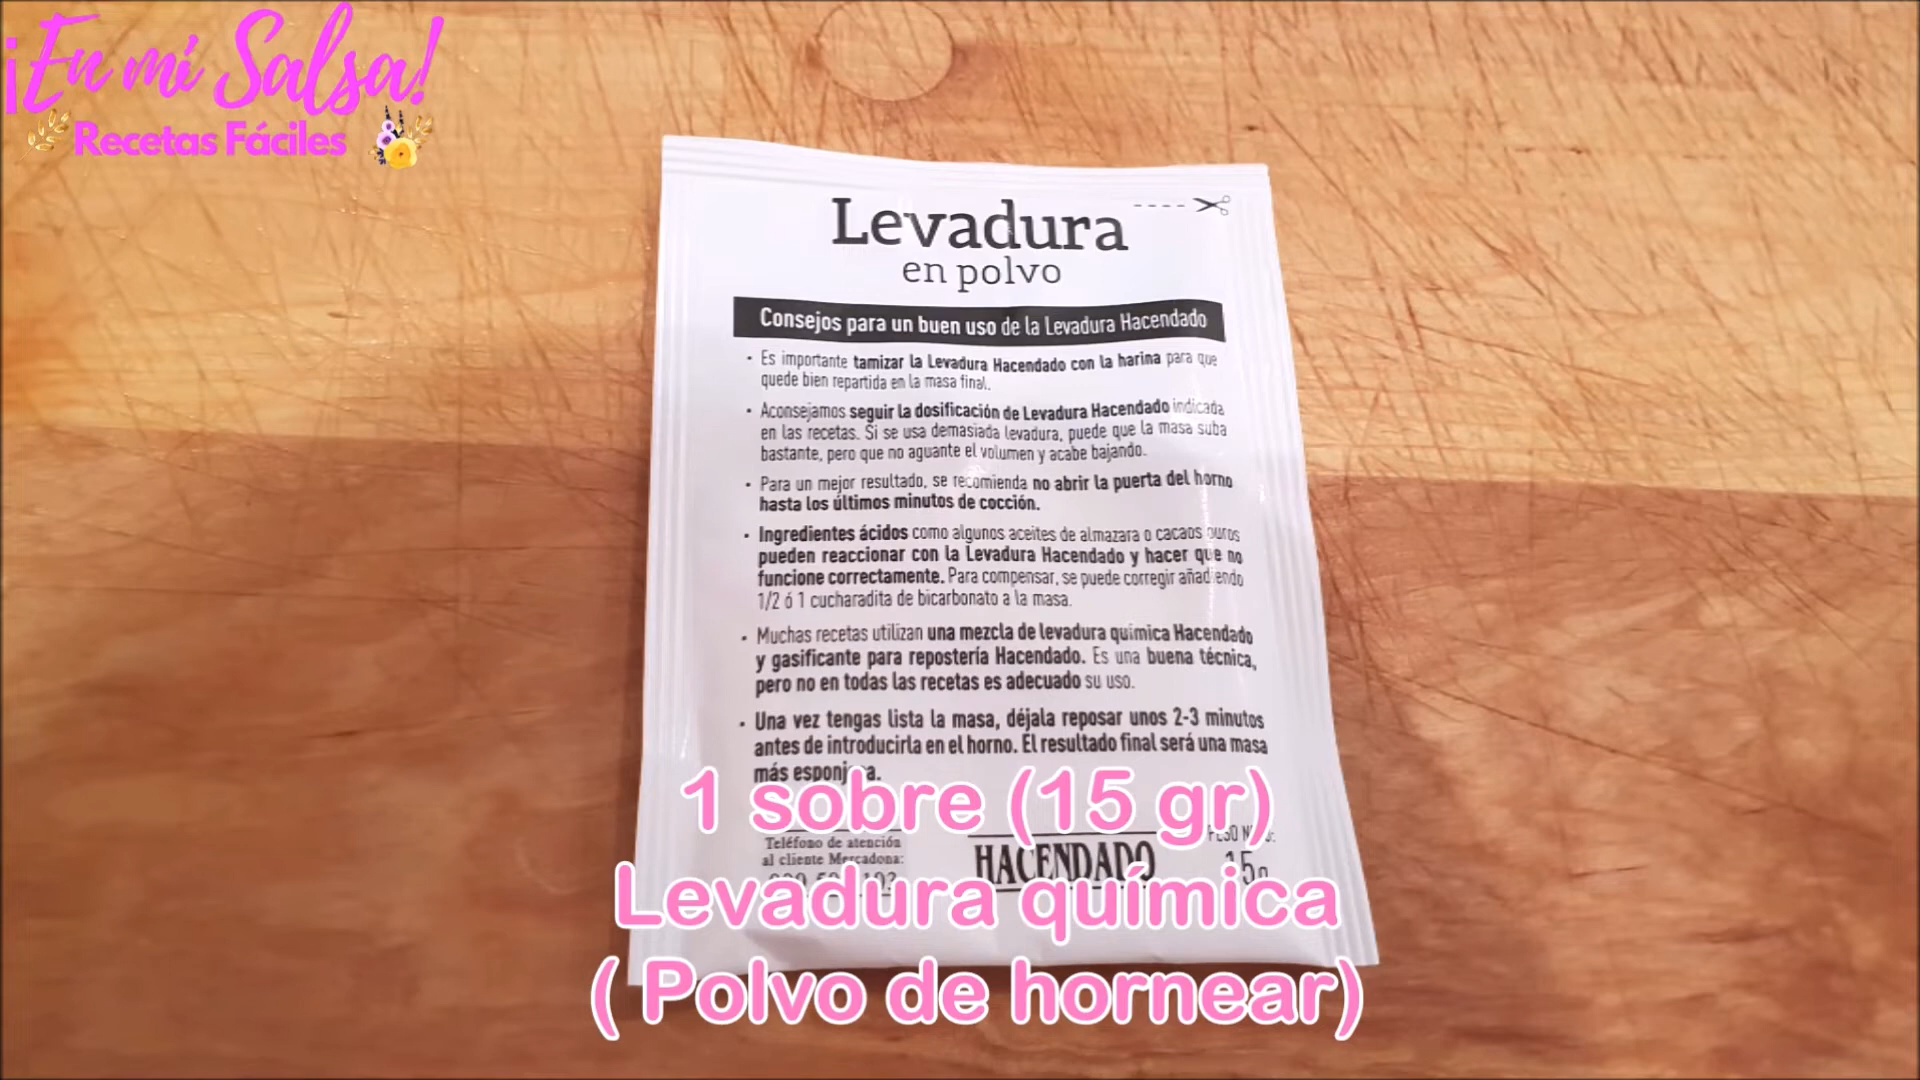 ¡En mi Salsa!
Recetas Fáciles
Levadura
en polvo
Consejos para un buen uso de la Levadura Hacendado
• Es importante tamizar la Levadura Hacendado con la harina para que
quede bien repartida en la masa final.
• Aconsejamos seguir la dosificación de Levadura Hacendado indicada
en las recetas. Si se usa demasiada levadura, puede que la masa suba
bastante, pero que no aguante el volumen y acabe bajando.
• Para un mejor resultado, se recomienda no abrir la puerta del horno
hasta los últimos minutos de cocción.
• Ingredientes ácidos como algunos aceites de almazara o cacaos puros
pueden reaccionar con la Levadura Hacendado y hacer que no
funcione correctamente. Para compensar, se puede corregir añadiendo
1/2 ó 1 cucharadita de bicarbonato a la masa.
• Muchas recetas utilizan una mezcla de levadura química Hacendado
y gasificante para repostería Hacendado. Es una buena técnica,
pero no en todas las recetas es adecuado su uso.
• Una vez tengas lista la masa, déjala reposar unos 2-3 minutos
antes de introducirla en el horno. El resultado final será una masa
más esponjosa.
1 sobre (15 gr)
Teléfono de atención
al cliente Mercadona:
HACENDADO
PESO NETO:
15g
Levadura química
( Polvo de hornear)